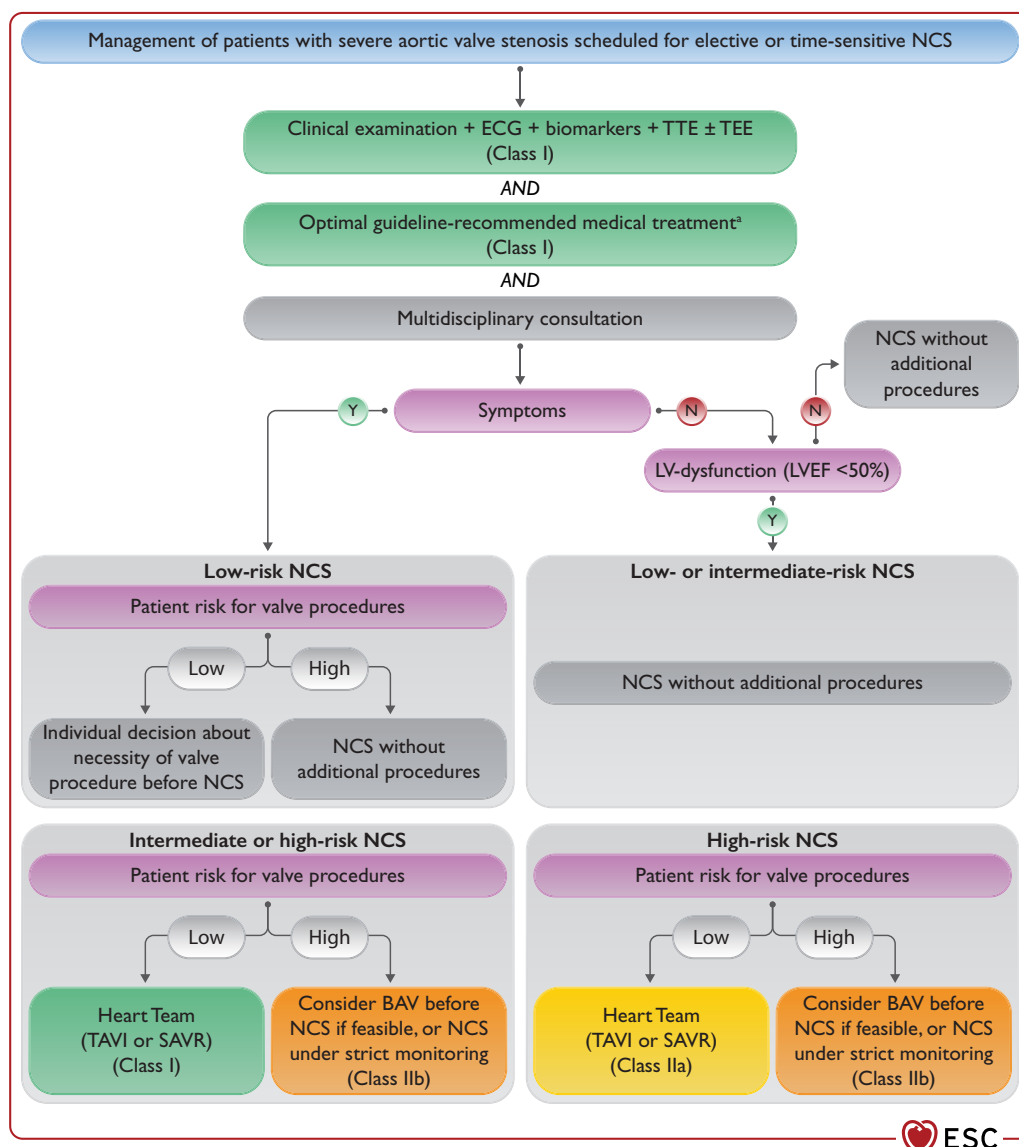 Management of patients with severe aortic valve stenosis scheduled for elective or time-sensitive NCS
Clinical examination + ECG + biomarkers + TTE ± TEE
(Class I)
AND
Optimal guideline-recommended medical treatmentᵃ
(Class I)
AND
Multidisciplinary consultation
NCS without
additional
procedures
Y
Symptoms
N
N
LV-dysfunction (LVEF <50%)
Y
Low-risk NCS
Patient risk for valve procedures
Low
High
Individual decision about
necessity of valve
procedure before NCS
NCS without
additional procedures
Low- or intermediate-risk NCS
NCS without additional procedures
Intermediate or high-risk NCS
Patient risk for valve procedures
Low
High
Heart Team
(TAVI or SAVR)
(Class I)
Consider BAV before
NCS if feasible, or NCS
under strict monitoring
(Class IIb)
High-risk NCS
Patient risk for valve procedures
Low
High
Heart Team
(TAVI or SAVR)
(Class IIa)
Consider BAV before
NCS if feasible, or NCS
under strict monitoring
(Class IIb)
ESC